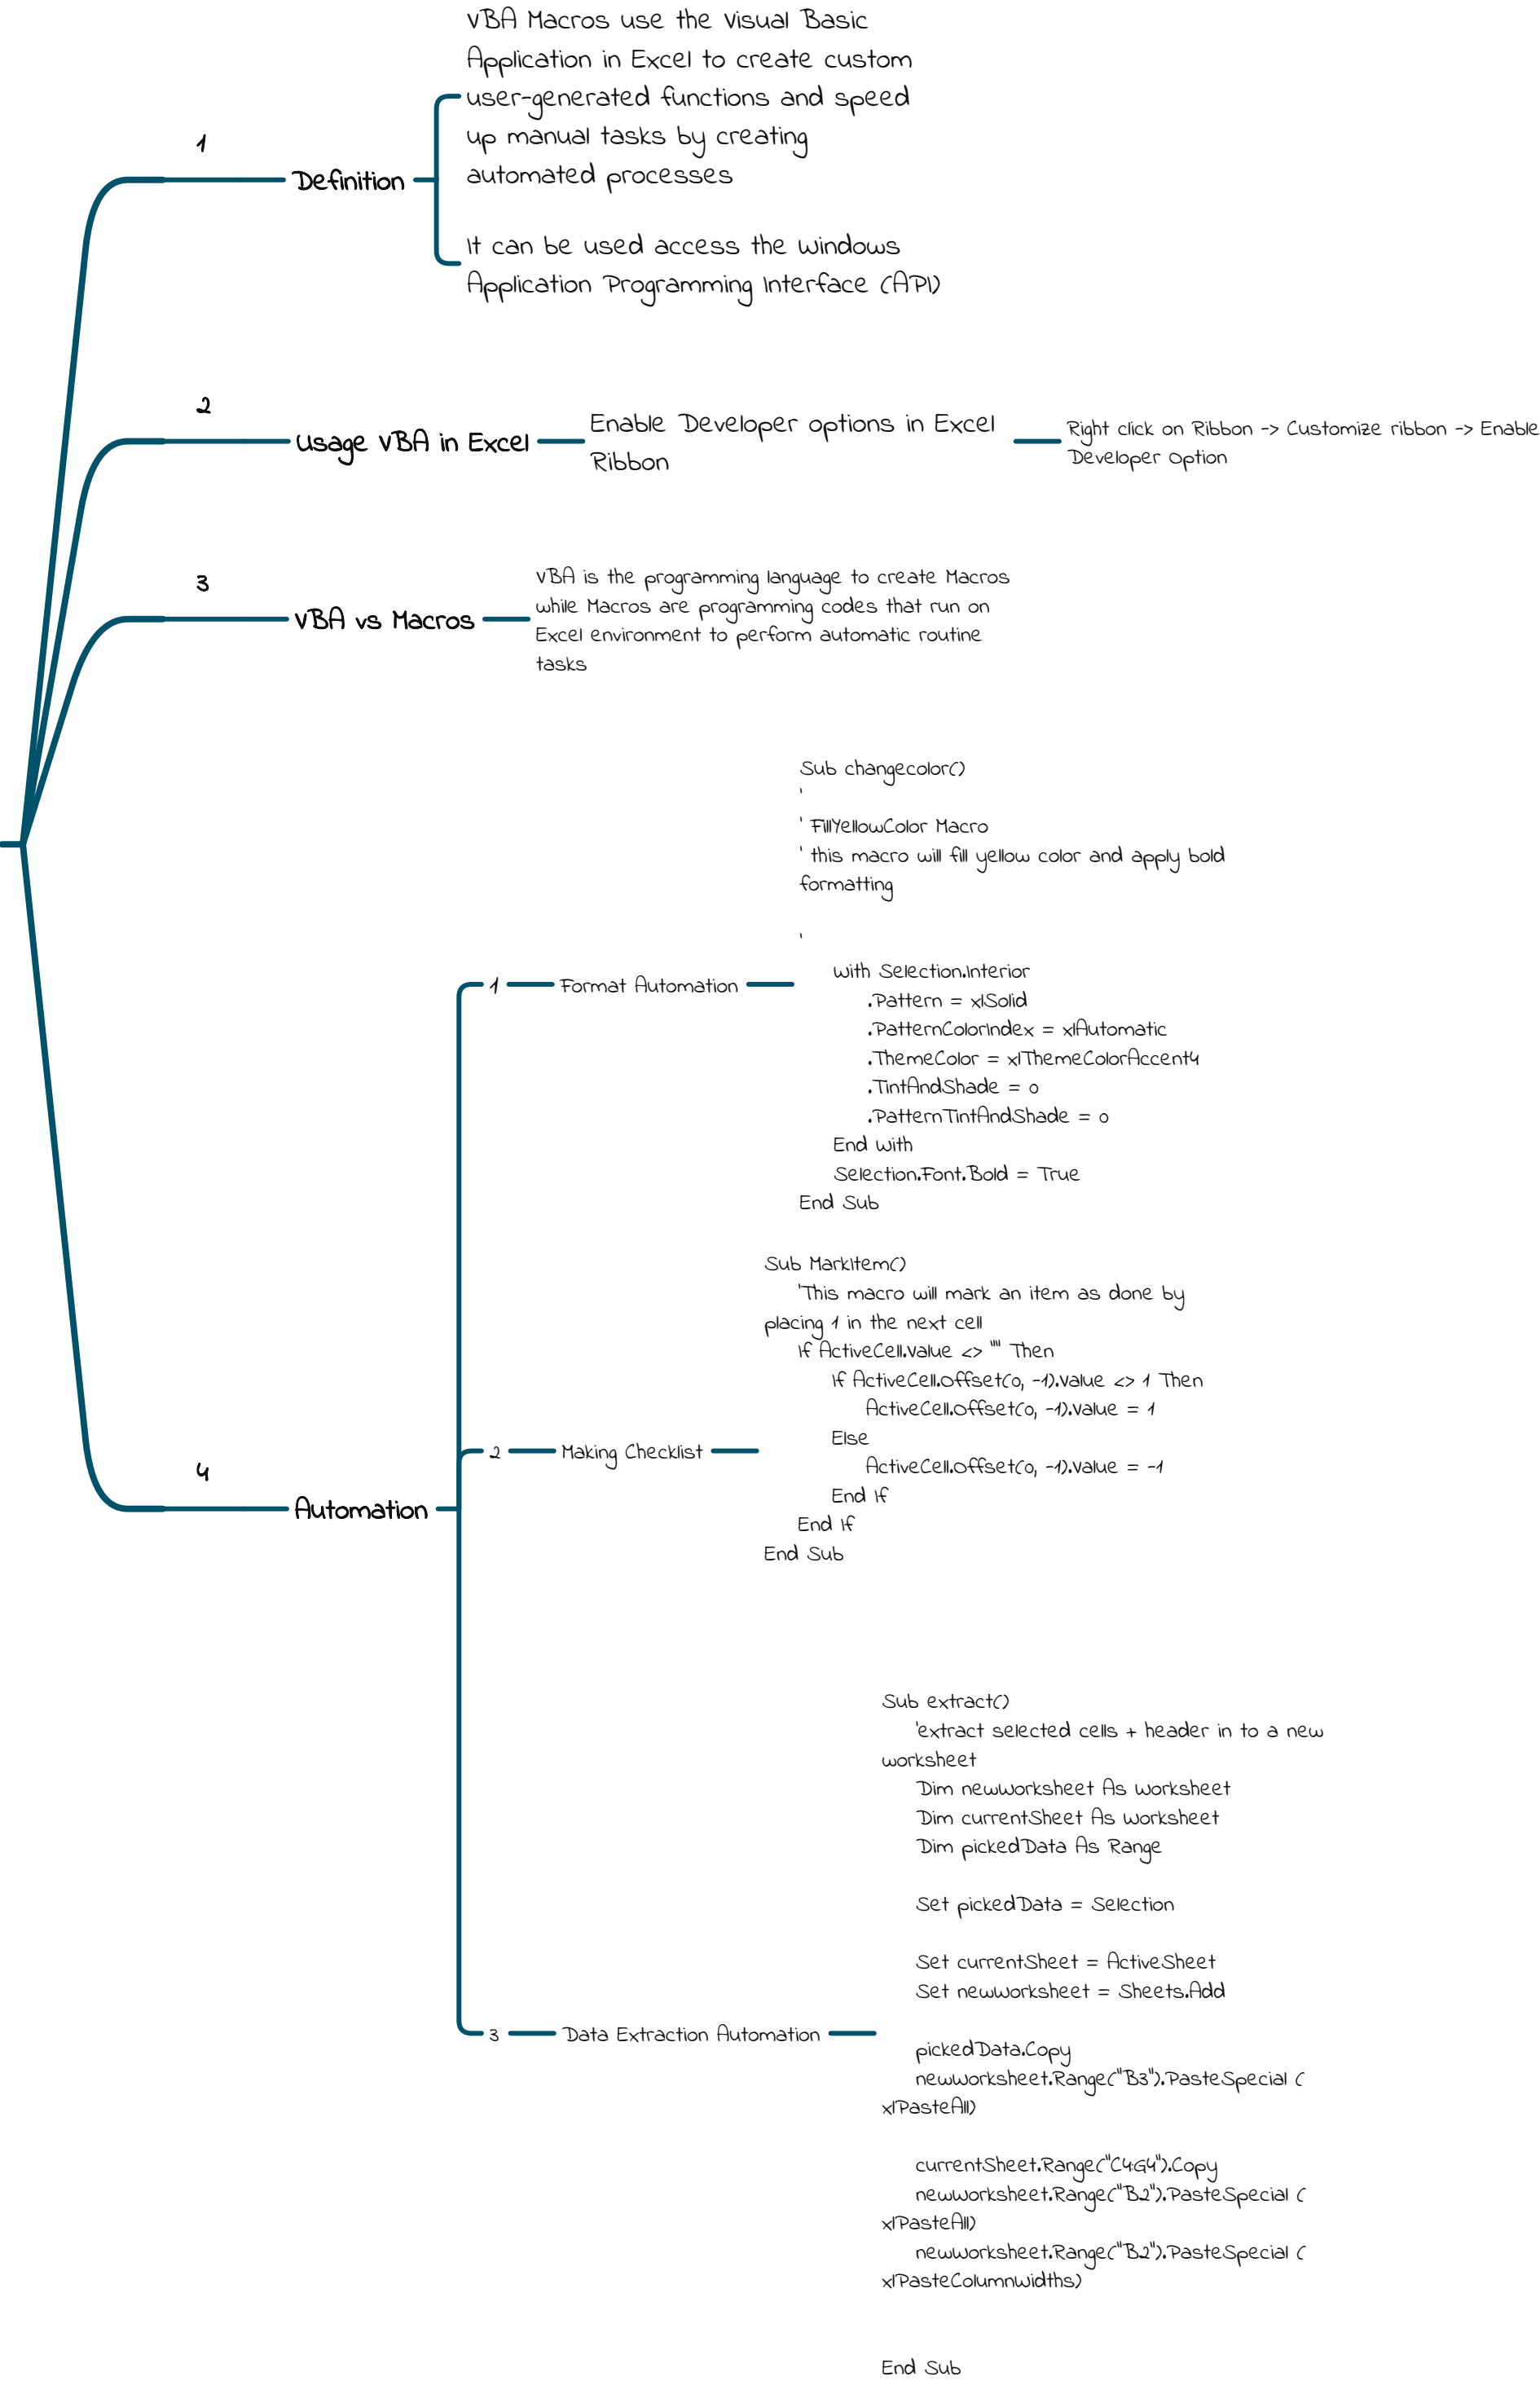 VBA Macros use the Visual Basic
Application in Excel to create custom
user-generated functions and speed
up manual tasks by creating
automated processes
1
Definition
It can be used access the Windows
Application Programming Interface (API)
2
Usage VBA in Excel
Enable Developer options in Excel
Ribbon
Right click on Ribbon -> Customize ribbon -> Enable
Developer Option
3
VBA vs Macros
VBA is the programming language to create Macros
while Macros are programming codes that run on
Excel environment to perform automatic routine
tasks
4
Automation
1
Format Automation
Sub changecolor()
'
' FillYellowColor Macro
' this macro will fill yellow color and apply bold
formatting
'
With Selection.Interior
.Pattern = xlSolid
.PatternColorIndex = xlAutomatic
.ThemeColor = xlThemeColorAccent4
.TintAndShade = 0
.PatternTintAndShade = 0
End With
Selection.Font.Bold = True
End Sub
2
Making Checklist
Sub MarkItem()
'This macro will mark an item as done by
placing 1 in the next cell
If ActiveCell.Value <> "" Then
If ActiveCell.Offset(0, -1).Value <> 1 Then
ActiveCell.Offset(0, -1).Value = 1
Else
ActiveCell.Offset(0, -1).Value = -1
End If
End If
End Sub
3
Data Extraction Automation
Sub extract()
'extract selected cells + header in to a new
worksheet
Dim newWorksheet As Worksheet
Dim currentSheet As Worksheet
Dim pickedData As Range
Set pickedData = Selection
Set currentSheet = ActiveSheet
Set newWorksheet = Sheets.Add
pickedData.Copy
newWorksheet.Range("B3").PasteSpecial (
xlPasteAll)
currentSheet.Range("C4:G4").Copy
newWorksheet.Range("B2").PasteSpecial (
xlPasteAll)
newWorksheet.Range("B2").PasteSpecial (
xlPasteColumnWidths)
End Sub